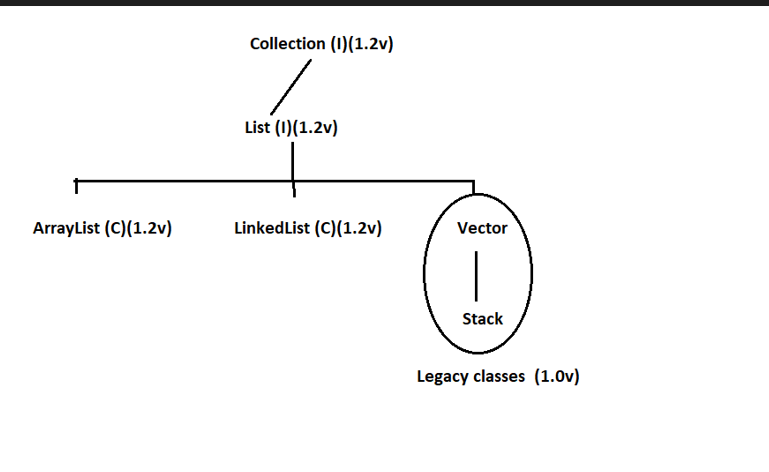 Collection (I)(1.2v)
List (I)(1.2v)
ArrayList (C)(1.2v) LinkedList (C)(1.2v) Vector
Stack
Legacy classes (1.0v)